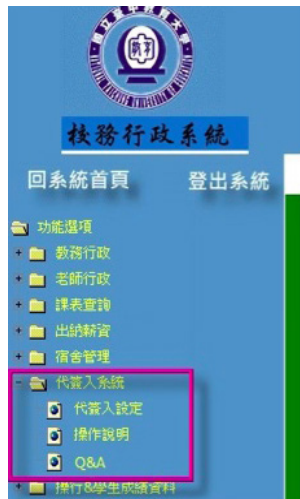 校務行政系統
回系統首頁 登出系統
功能選項
教務行政
老師行政
課表查詢
出納薪資
宿舍管理
代簽入系統
代簽入設定
操作說明
Q&A
操行&學生成績資料